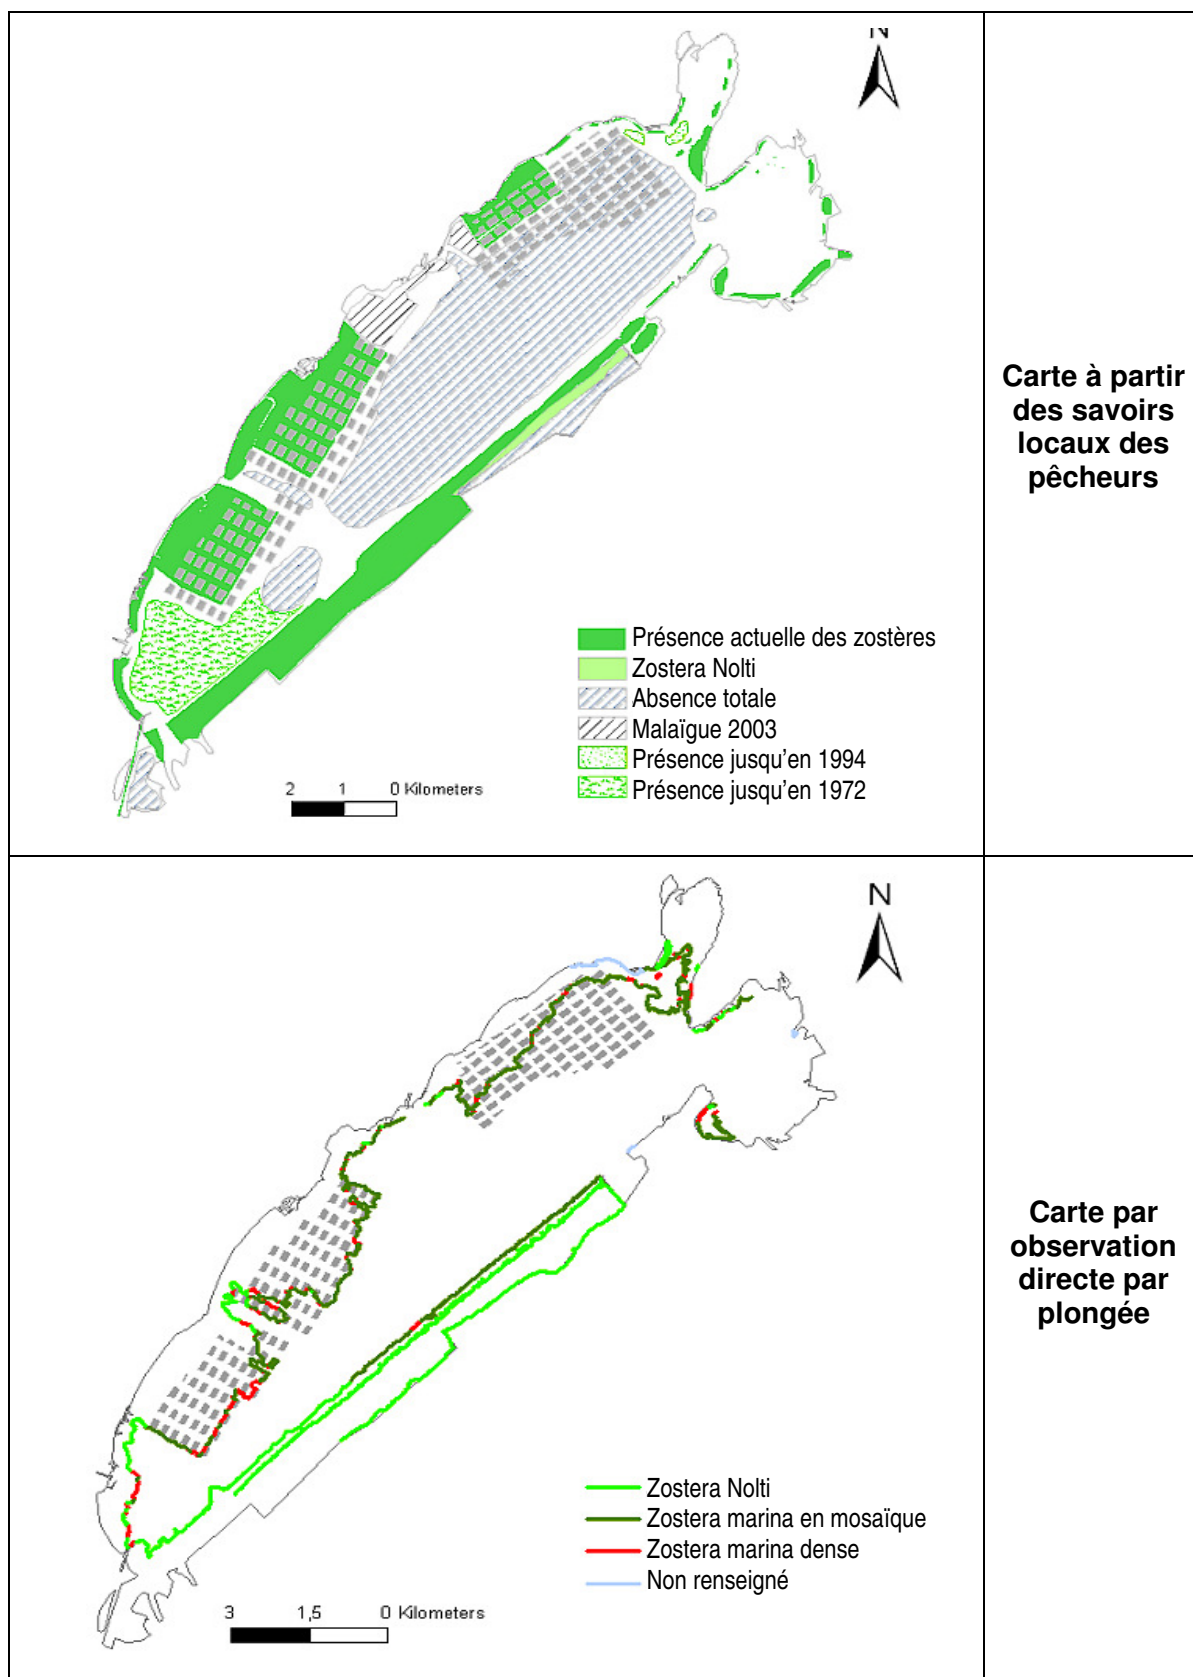 N
Carte à partir
des savoirs
locaux des
pêcheurs
Présence actuelle des zostères
Zostera Nolti
Absence totale
Malaïgue 2003
Présence jusqu'en 1994
Présence jusqu'en 1972
2 1 0 Kilometers
N
Carte par
observation
directe par
plongée
Zostera Nolti
Zostera marina en mosaïque
Zostera marina dense
Non renseigné
3 1,5 0 Kilometers